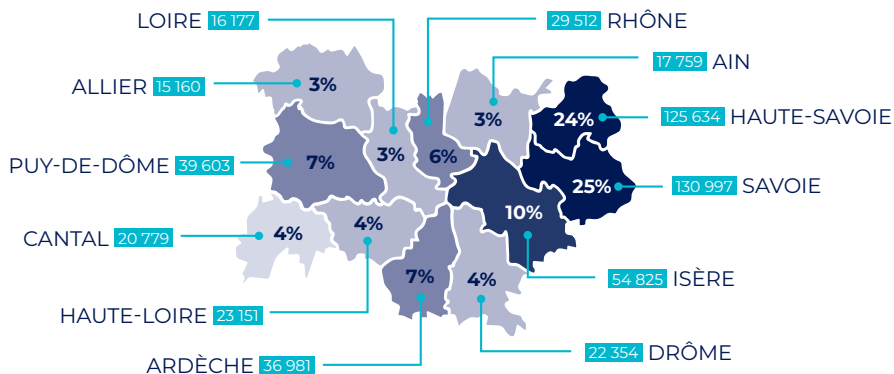 LOIRE 16 177
29 512 RHÔNE
17 759 AIN
ALLIER 15 160
3%
3%
24%
125 634 HAUTE-SAVOIE
PUY-DE-DÔME 39 603
7%
3%
6%
25%
130 997 SAVOIE
10%
CANTAL 20 779
4%
4%
7%
4%
54 825 ISÈRE
HAUTE-LOIRE 23 151
22 354 DRÔME
ARDÈCHE 36 981